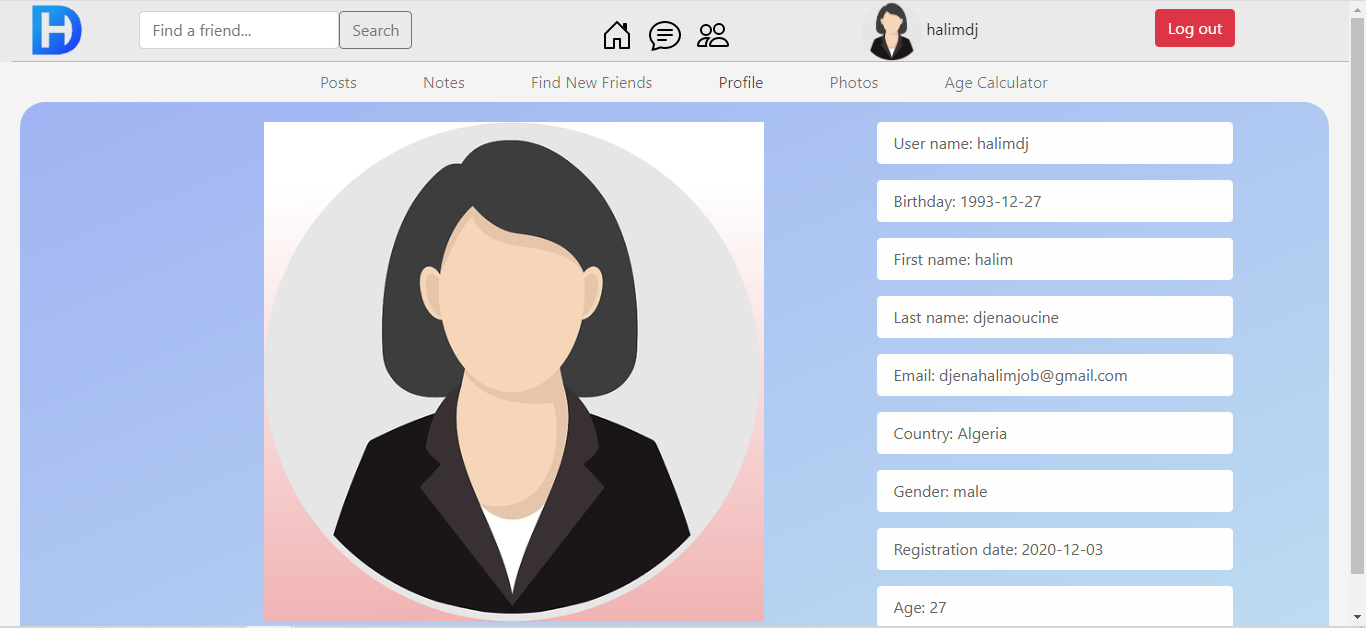 HD
Find a friend...
Search
halimdj
Log out
Posts
Notes
Find New Friends
Profile
Photos
Age Calculator
User name: halimdj
Birthday: 1993-12-27
First name: halim
Last name: djenaoucine
Email: djenahalimjob@gmail.com
Country: Algeria
Gender: male
Registration date: 2020-12-03
Age: 27